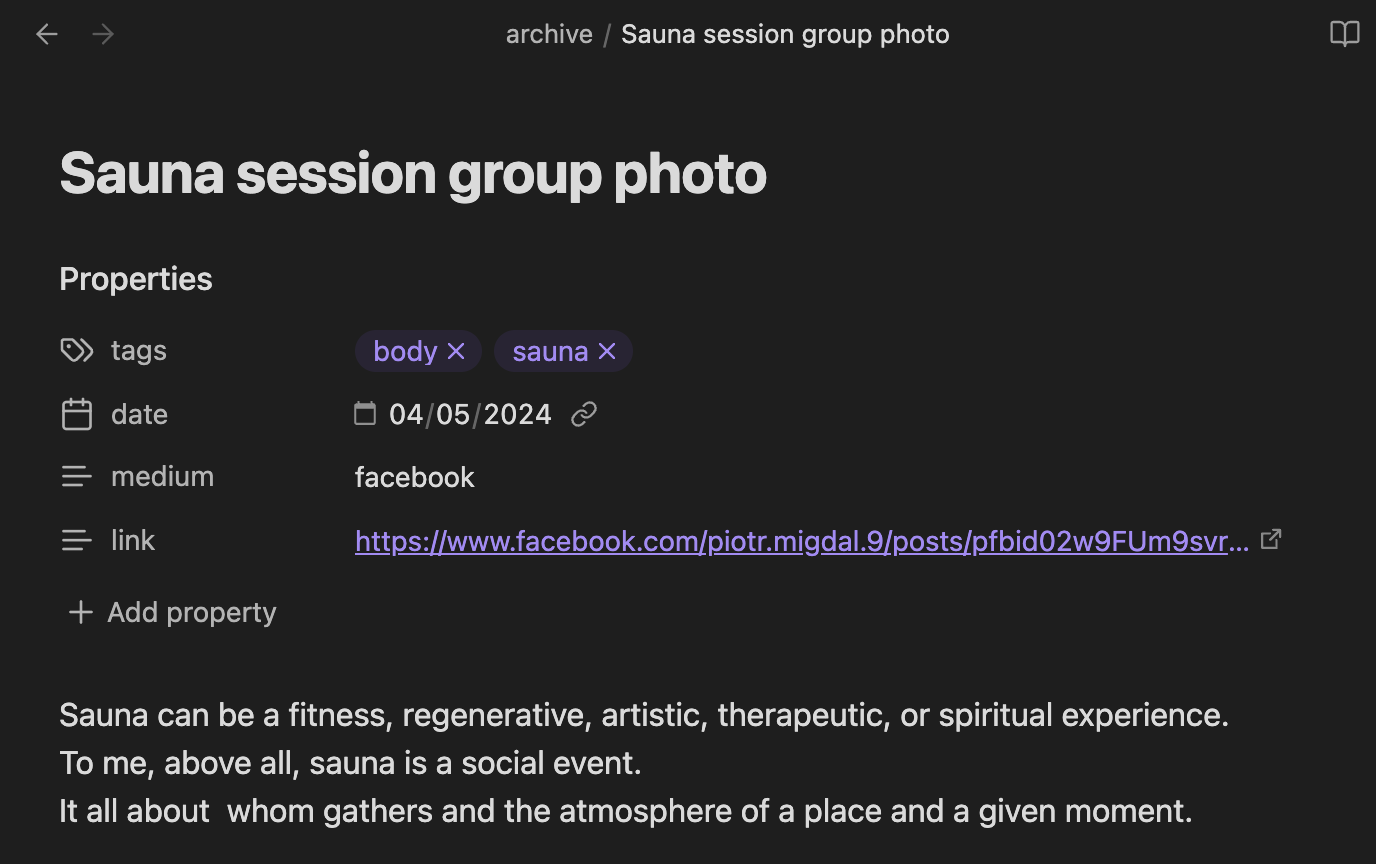 archive / Sauna session group photo
Sauna session group photo
Properties
tags body sauna
date 04/05/2024
medium facebook
link https://www.facebook.com/piotr.migdal.9/posts/pfbid02w9FUm9svr...
Add property
Sauna can be a fitness, regenerative, artistic, therapeutic, or spiritual experience.
To me, above all, sauna is a social event.
It all about  whom gathers and the atmosphere of a place and a given moment.